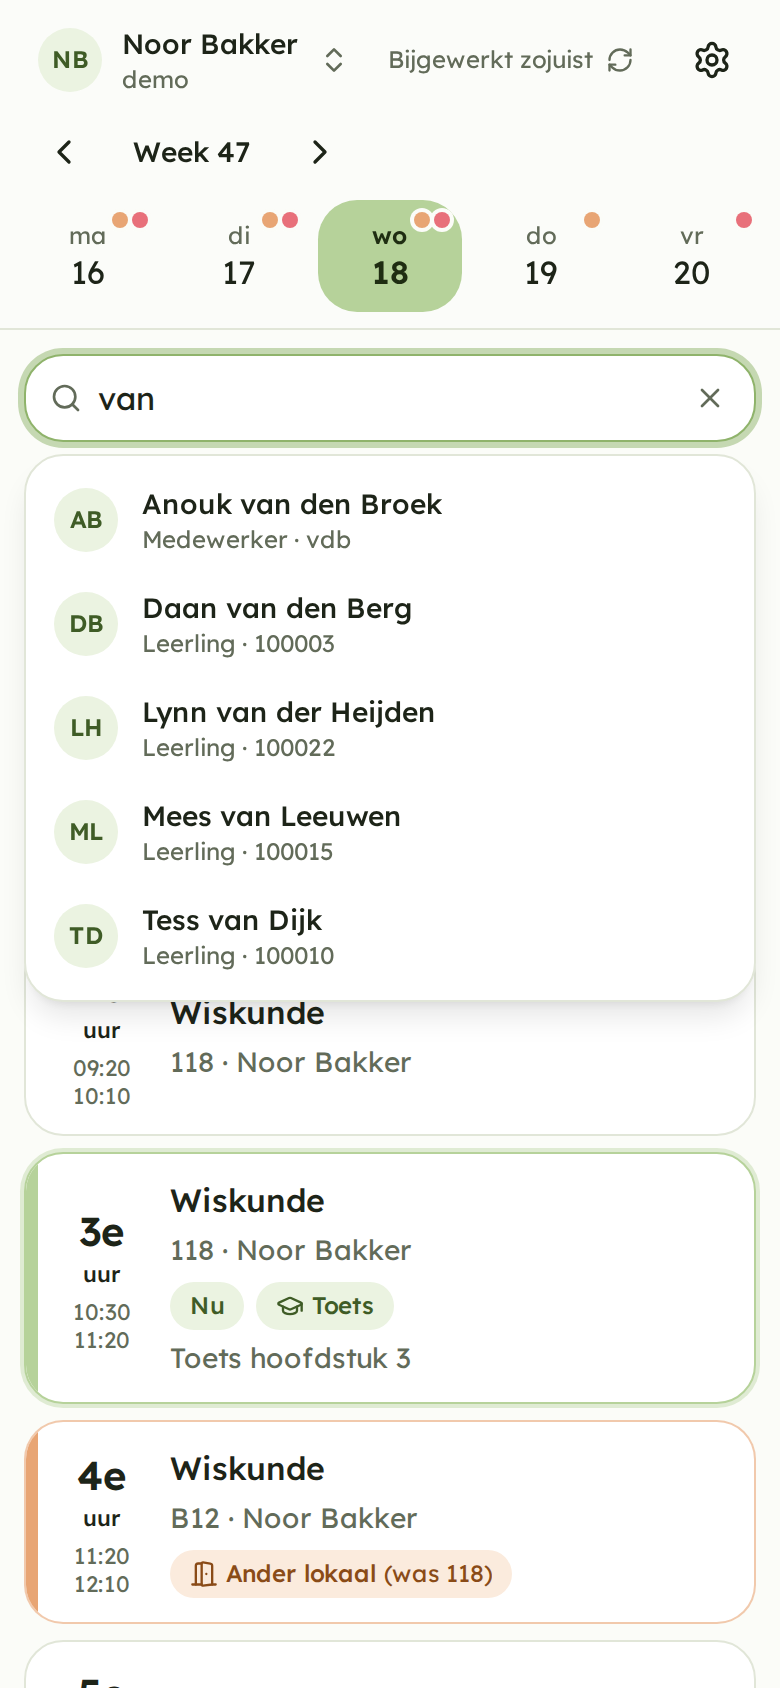 NB
Noor Bakker
demo
Bijgewerkt zojuist
Week 47
ma
16
di
17
wo
18
do
19
vr
20
van
AB
Anouk van den Broek
Medewerker · vdb
DB
Daan van den Berg
Leerling · 100003
LH
Lynn van der Heijden
Leerling · 100022
ML
Mees van Leeuwen
Leerling · 100015
TD
Tess van Dijk
Leerling · 100010
uur
09:20
10:10
Wiskunde
118 · Noor Bakker
3e
uur
10:30
11:20
Wiskunde
118 · Noor Bakker
Nu
Toets
Toets hoofdstuk 3
4e
uur
11:20
12:10
Wiskunde
B12 · Noor Bakker
Ander lokaal (was 118)